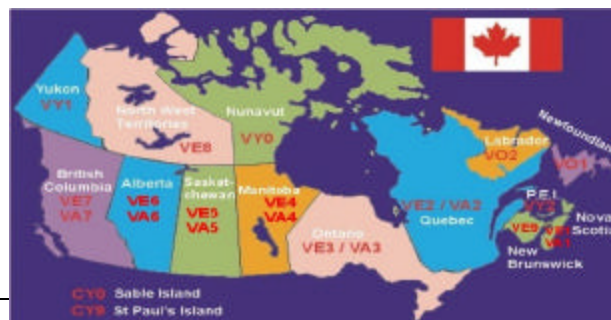 Yukon
VY1
North West
Territories
VE8
Nunavut
VY0
British
Columbia
VE7
VA7
Alberta
VE6
VA6
Saskat-
chewan
VE5
VA5
Manitoba
VE4
VA4
Ontario
VE3 / VA3
VE2 / VA2
Quebec
Labrador
VO2
Newfoundland
VO1
P.E.I
VY2
VE9
Nova
Scotia
New
Brunswick
CY0 Sable Island
CY9 St Paul's Island